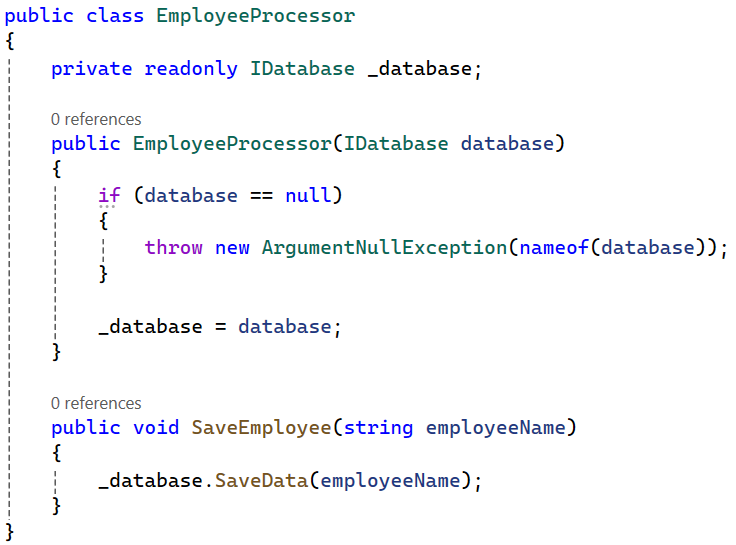 public class EmployeeProcessor
{
    private readonly IDatabase _database;
    0 references
    public EmployeeProcessor(IDatabase database)
    {
        if (database == null)
        {
            throw new ArgumentNullException(nameof(database));
        }
        _database = database;
    }
    0 references
    public void SaveEmployee(string employeeName)
    {
        _database.SaveData(employeeName);
    }
}